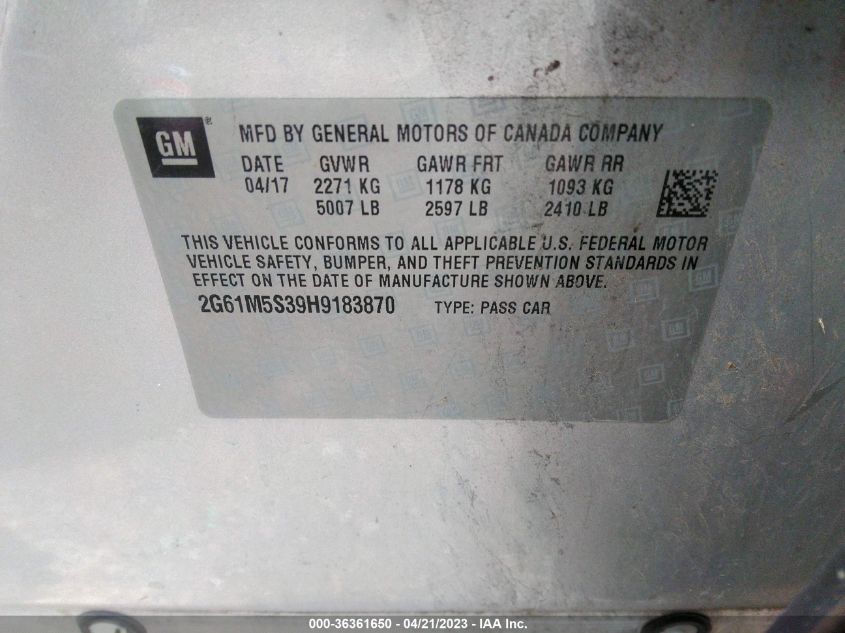 GM®
MFD BY GENERAL MOTORS OF CANADA COMPANY
DATE GVWR GAWR FRT GAWR RR
04/17 2271 KG 1178 KG 1093 KG
5007 LB 2597 LB 2410 LB
THIS VEHICLE CONFORMS TO ALL APPLICABLE U.S. FEDERAL MOTOR
VEHICLE SAFETY, BUMPER, AND THEFT PREVENTION STANDARDS IN
EFFECT ON THE DATE OF MANUFACTURE SHOWN ABOVE.
2G61M5S39H9183870 TYPE: PASS CAR
000-36361650 - 04/21/2023 - IAA Inc.